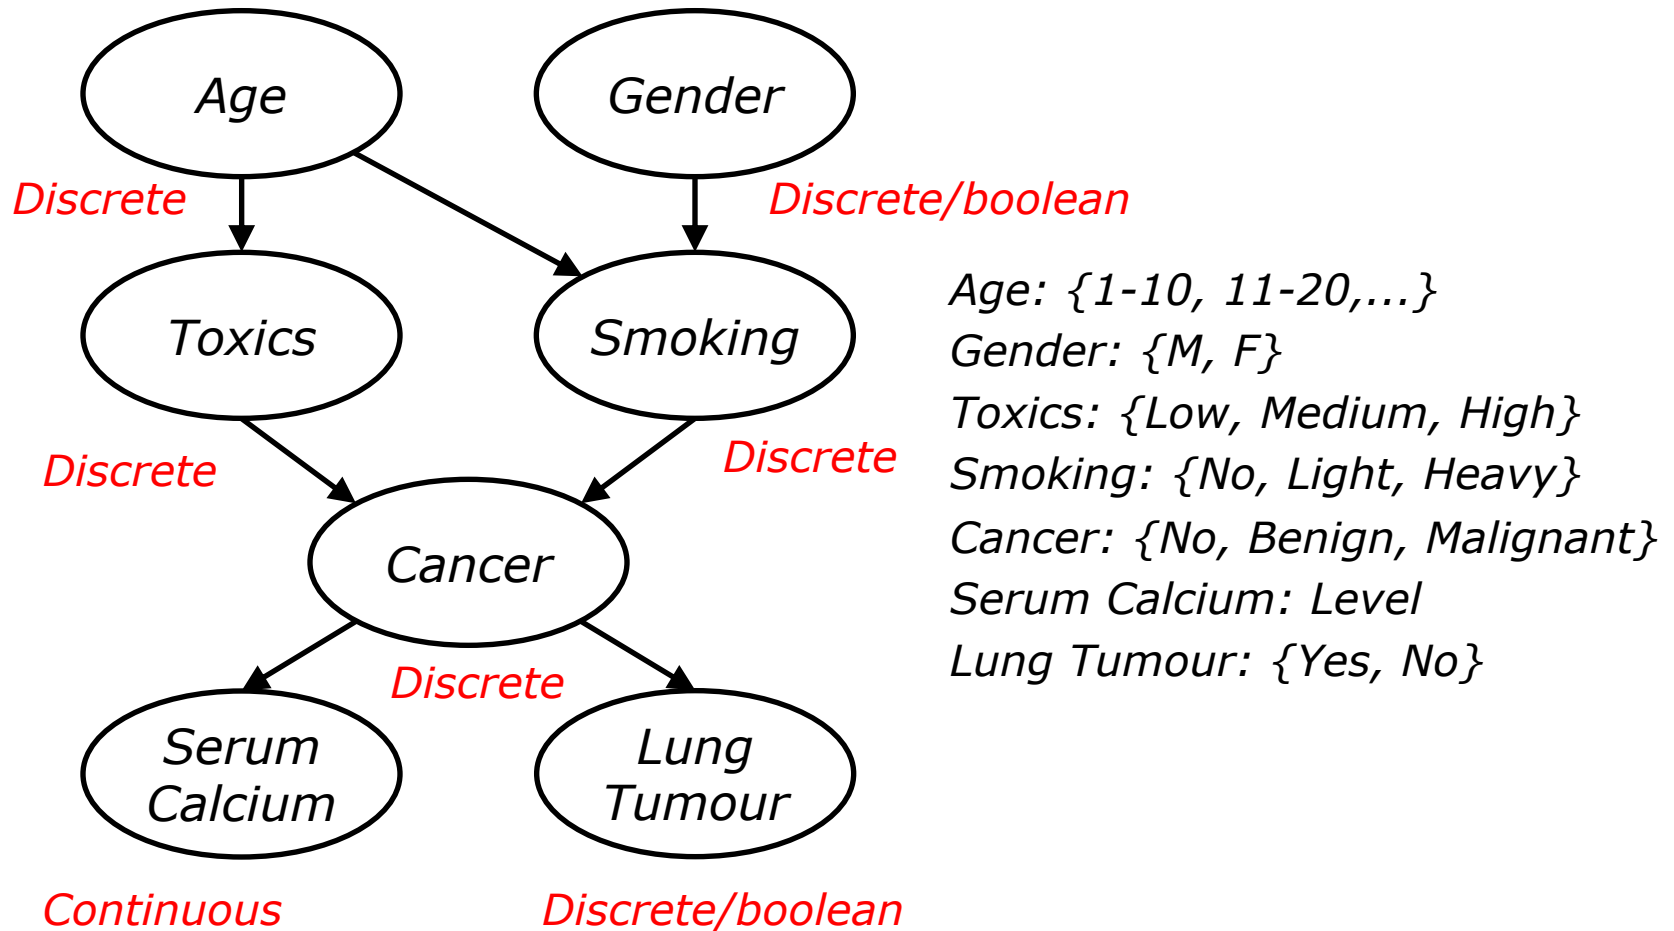 Age
Gender
Discrete
Discrete/boolean
Toxics
Smoking
Discrete
Discrete
Cancer
Discrete
Serum
Calcium
Lung
Tumour
Continuous
Discrete/boolean
Age: {1-10, 11-20,...}
Gender: {M, F}
Toxics: {Low, Medium, High}
Smoking: {No, Light, Heavy}
Cancer: {No, Benign, Malignant}
Serum Calcium: Level
Lung Tumour: {Yes, No}